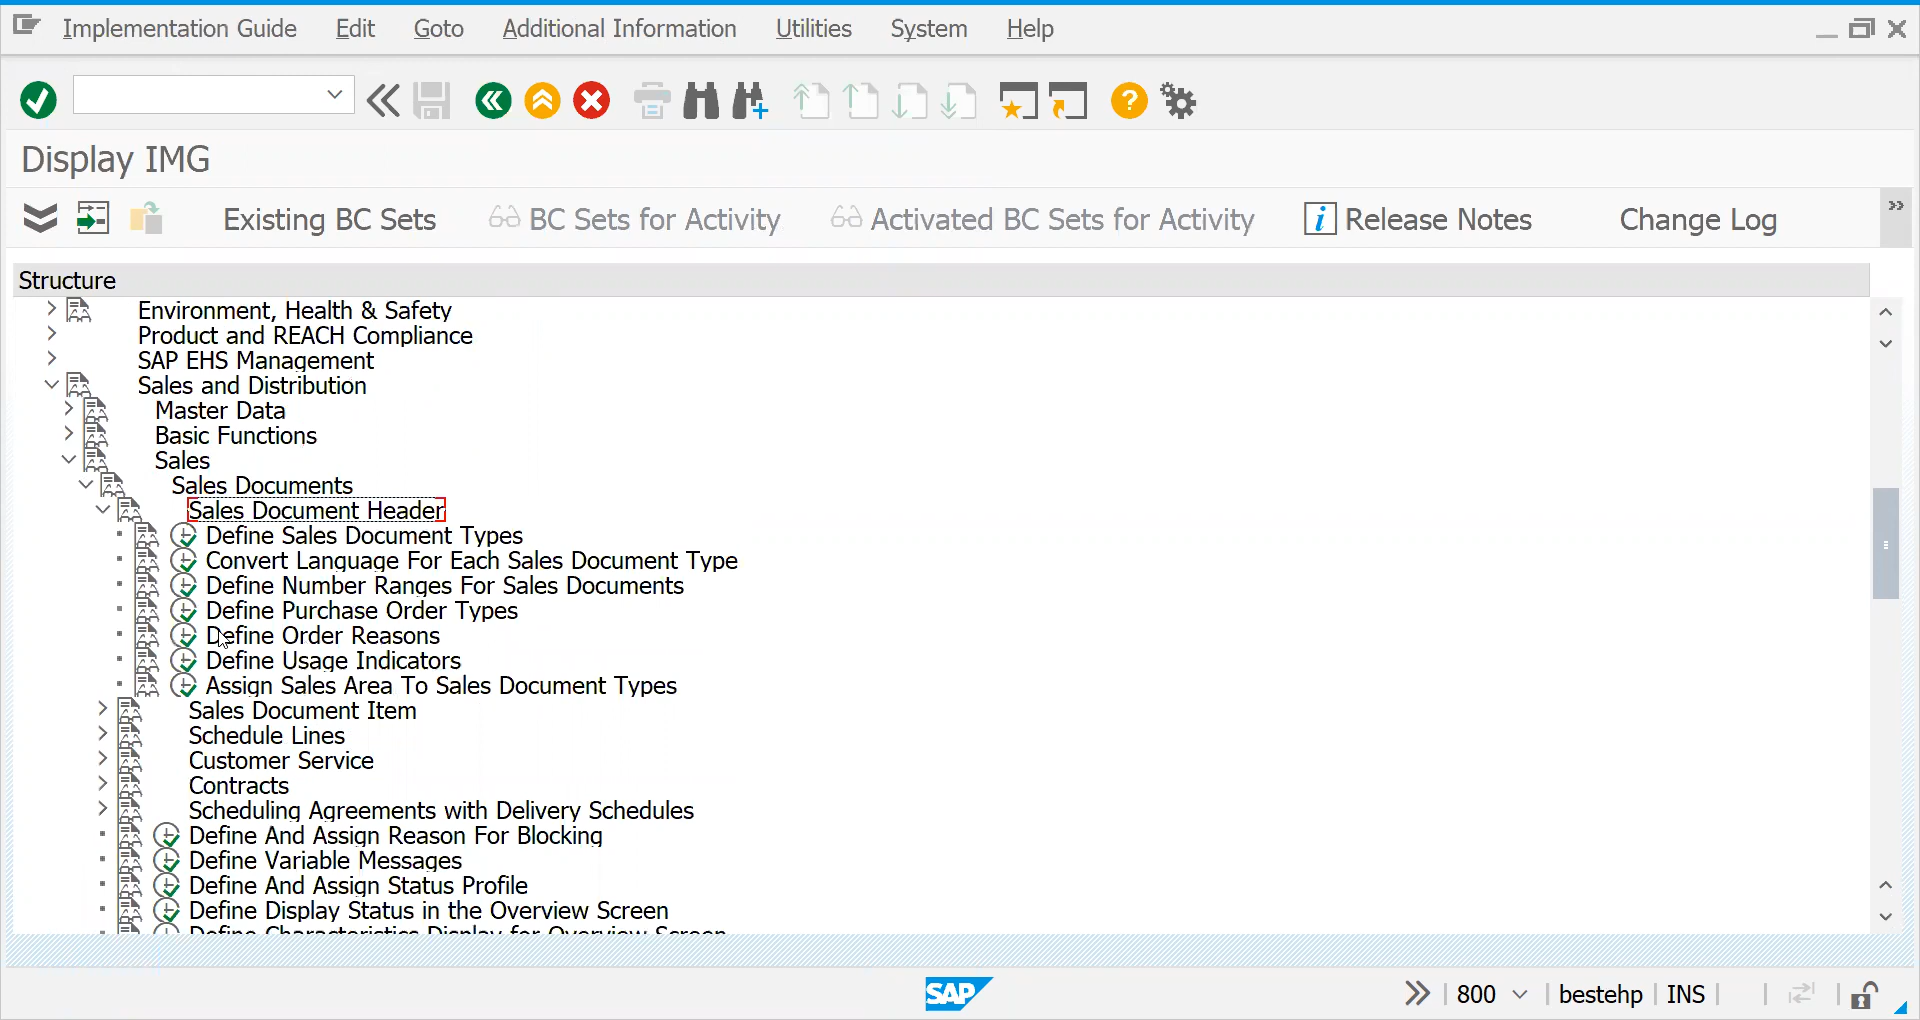 Implementation Guide Edit Goto Additional Information Utilities System Help
Display IMG
Existing BC Sets BC Sets for Activity Activated BC Sets for Activity i Release Notes Change Log
Structure
Environment, Health & Safety
Product and REACH Compliance
SAP EHS Management
Sales and Distribution
Master Data
Basic Functions
Sales
Sales Documents
Sales Document Header
Define Sales Document Types
Convert Language For Each Sales Document Type
Define Number Ranges For Sales Documents
Define Purchase Order Types
Define Order Reasons
Define Usage Indicators
Assign Sales Area To Sales Document Types
Sales Document Item
Schedule Lines
Customer Service
Contracts
Scheduling Agreements with Delivery Schedules
Define And Assign Reason For Blocking
Define Variable Messages
Define And Assign Status Profile
Define Display Status in the Overview Screen
Define Characteristics Display for Overview Screen
SAP 800 bestehp INS